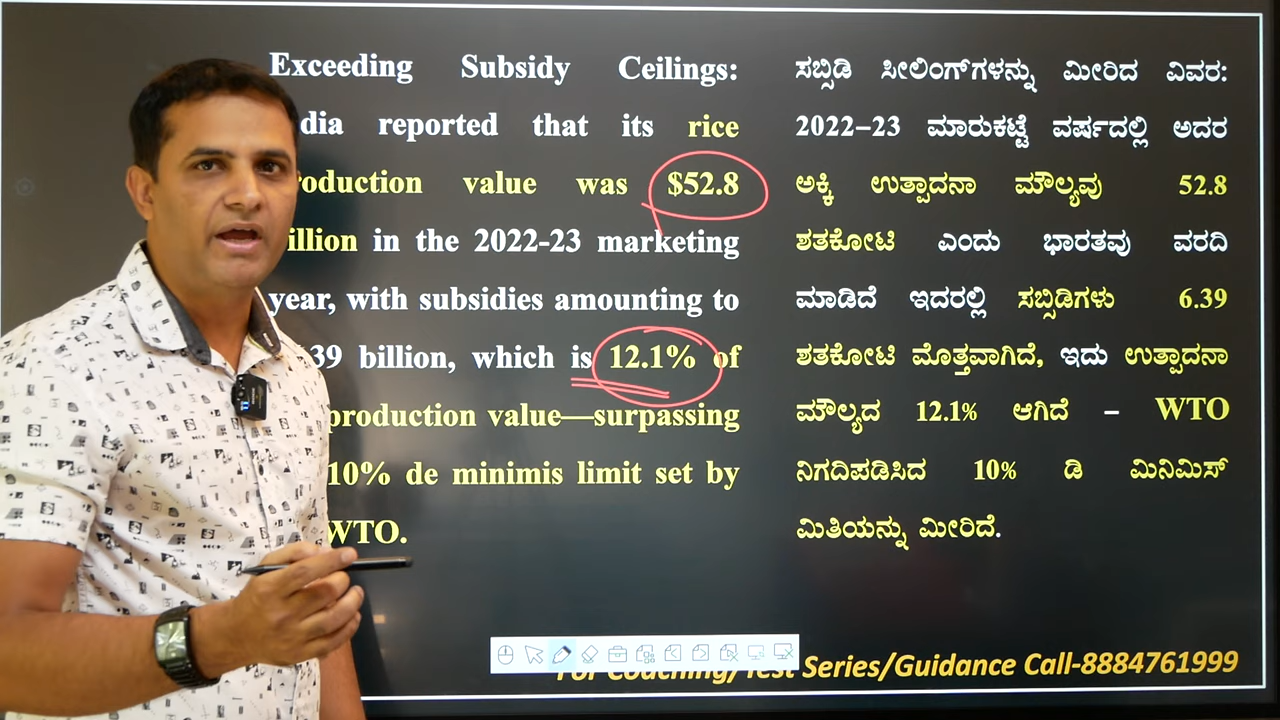 Exceeding Subsidy Ceilings:
dia reported that its rice
roduction value was $52.8
illion in the 2022-23 marketing
year, with subsidies amounting to
39 billion, which is 12.1% of
production value—surpassing
10% de minimis limit set by
WTO.
ಸಬ್ಸಿಡಿ ಸೀಲಿಂಗ್‌ಗಳನ್ನು ಮೀರಿದ ವಿವರ:
2022–23 ಮಾರುಕಟ್ಟೆ ವರ್ಷದಲ್ಲಿ ಅದರ
ಅಕ್ಕಿ ಉತ್ಪಾದನಾ ಮೌಲ್ಯವು 52.8
ಶತಕೋಟಿ ಎಂದು ಭಾರತವು ವರದಿ
ಮಾಡಿದೆ ಇದರಲ್ಲಿ ಸಬ್ಸಿಡಿಗಳು 6.39
ಶತಕೋಟಿ ಮೊತ್ತವಾಗಿದೆ, ಇದು ಉತ್ಪಾದನಾ
ಮೌಲ್ಯದ 12.1% ಆಗಿದೆ – WTO
ನಿಗದಿಪಡಿಸಿದ 10% ಡಿ ಮಿನಿಮಿಸ್
ಮಿತಿಯನ್ನು ಮೀರಿದೆ.
For Coaching/Test Series/Guidance Call-8884761999